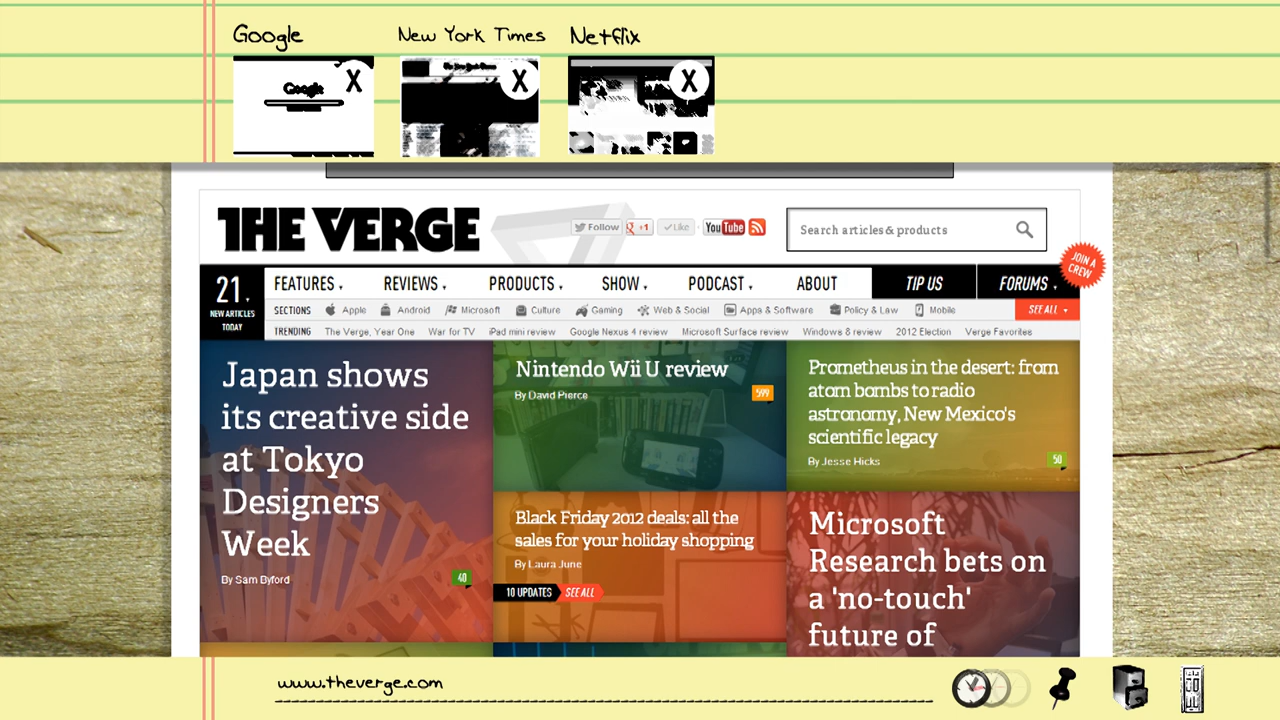 Google
New York Times
Netflix
X
X
X
Google
THE VERGE
Follow
g +1
Like
YouTube
Search articles & products
JOIN A CREW
21
NEW ARTICLES
TODAY
FEATURES
REVIEWS
PRODUCTS
SHOW
PODCAST
ABOUT
TIP US
FORUMS
SECTIONS
Apple
Android
Microsoft
Culture
Gaming
Web & Social
Apps & Software
Policy & Law
Mobile
SEE ALL
TRENDING
The Verge, Year One
War for TV
iPad mini review
Google Nexus 4 review
Microsoft Surface review
Windows 8 review
2012 Election
Verge Favorites
Japan shows
its creative side
at Tokyo
Designers
Week
By Sam Byford
40
Nintendo Wii U review
By David Pierce
599
Prometheus in the desert: from
atom bombs to radio
astronomy, New Mexico's
scientific legacy
By Jesse Hicks
50
Black Friday 2012 deals: all the
sales for your holiday shopping
By Laura June
10 UPDATES
SEE ALL
Microsoft
Research bets on
a 'no-touch'
future of
www.theverge.com